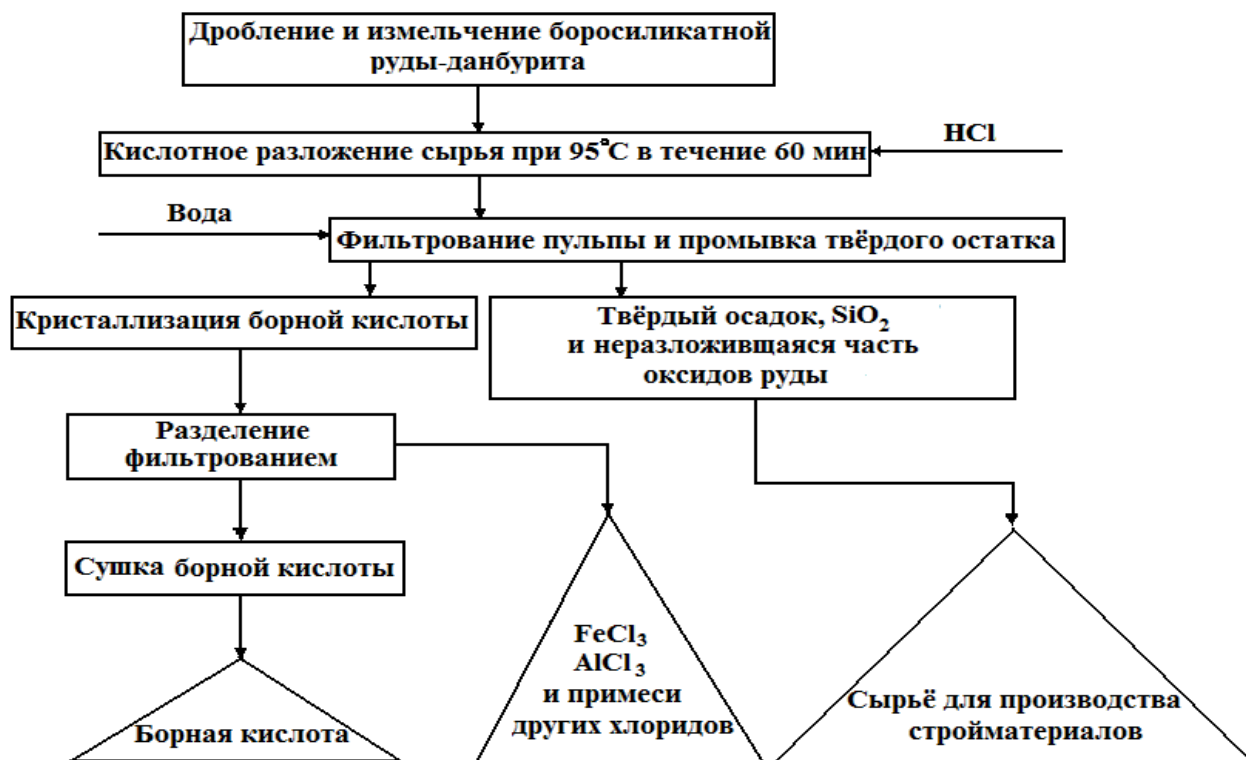 Дробление и измельчение боросиликатной
руды-данбурита
HCl
Кислотное разложение сырья при 95°C в течение 60 мин
Вода
Фильтрование пульпы и промывка твёрдого остатка
Кристаллизация борной кислоты
Твёрдый осадок, SiO₂
и неразложивщаяся часть
оксидов руды
Разделение
фильтрованием
Сушка борной кислоты
FeCl₃
AlCl₃
и примеси
других хлоридов
Борная кислота
Сырьё для производства
стройматериалов